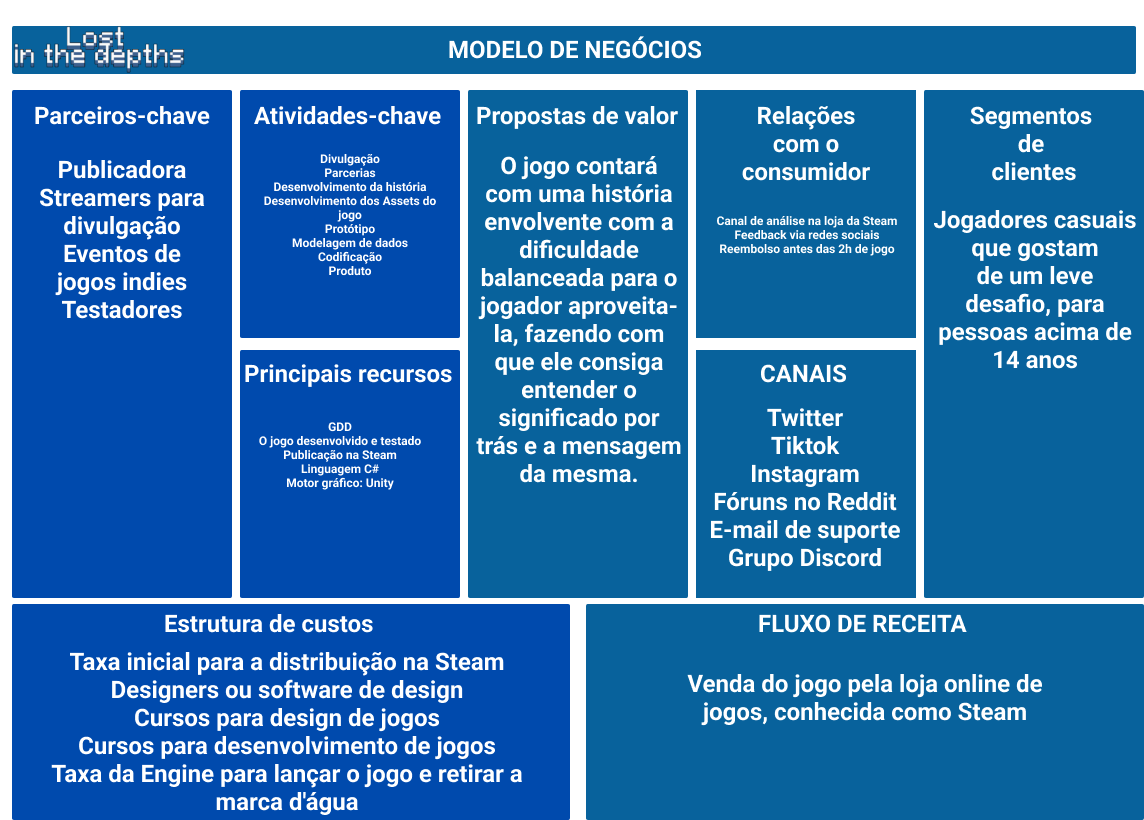 Lost
in the depths
MODELO DE NEGÓCIOS
Parceiros-chave
Publicadora
Streamers para
divulgação
Eventos de
jogos indies
Testadores
Atividades-chave
Divulgação
Parcerias
Desenvolvimento da história
Desenvolvimento dos Assets do
jogo
Protótipo
Modelagem de dados
Codificação
Produto
Principais recursos
GDD
O jogo desenvolvido e testado
Publicação na Steam
Linguagem C#
Motor gráfico: Unity
Propostas de valor
O jogo contará
com uma história
envolvente com a
dificuldade
balanceada para o
jogador aproveita-
la, fazendo com
que ele consiga
entender o
significado por
trás e a mensagem
da mesma.
Relações
com o
consumidor
Canal de análise na loja da Steam
Feedback via redes sociais
Reembolso antes das 2h de jogo
CANAIS
Twitter
Tiktok
Instagram
Fóruns no Reddit
E-mail de suporte
Grupo Discord
Segmentos
de
clientes
Jogadores casuais
que gostam
de um leve
desafio, para
pessoas acima de
14 anos
Estrutura de custos
Taxa inicial para a distribuição na Steam
Designers ou software de design
Cursos para design de jogos
Cursos para desenvolvimento de jogos
Taxa da Engine para lançar o jogo e retirar a
marca d'água
FLUXO DE RECEITA
Venda do jogo pela loja online de
jogos, conhecida como Steam